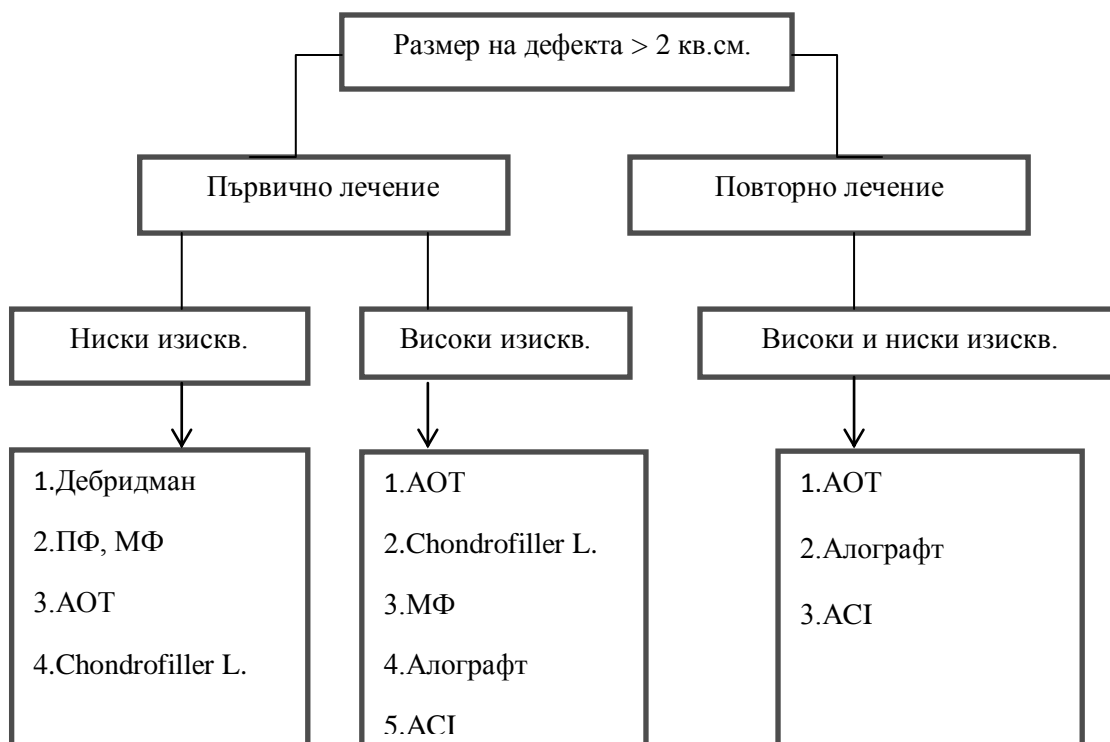 Размер на дефекта > 2 кв.см.
Първично лечение
Повторно лечение
Ниски изискв.
Високи изискв.
Високи и ниски изискв.
1.Дебридман
2.ПФ, МФ
3.АОТ
4.Chondrofiller L.
1.АОТ
2.Chondrofiller L.
3.МФ
4.Алографт
5.ACI
1.АОТ
2.Алографт
3.ACI